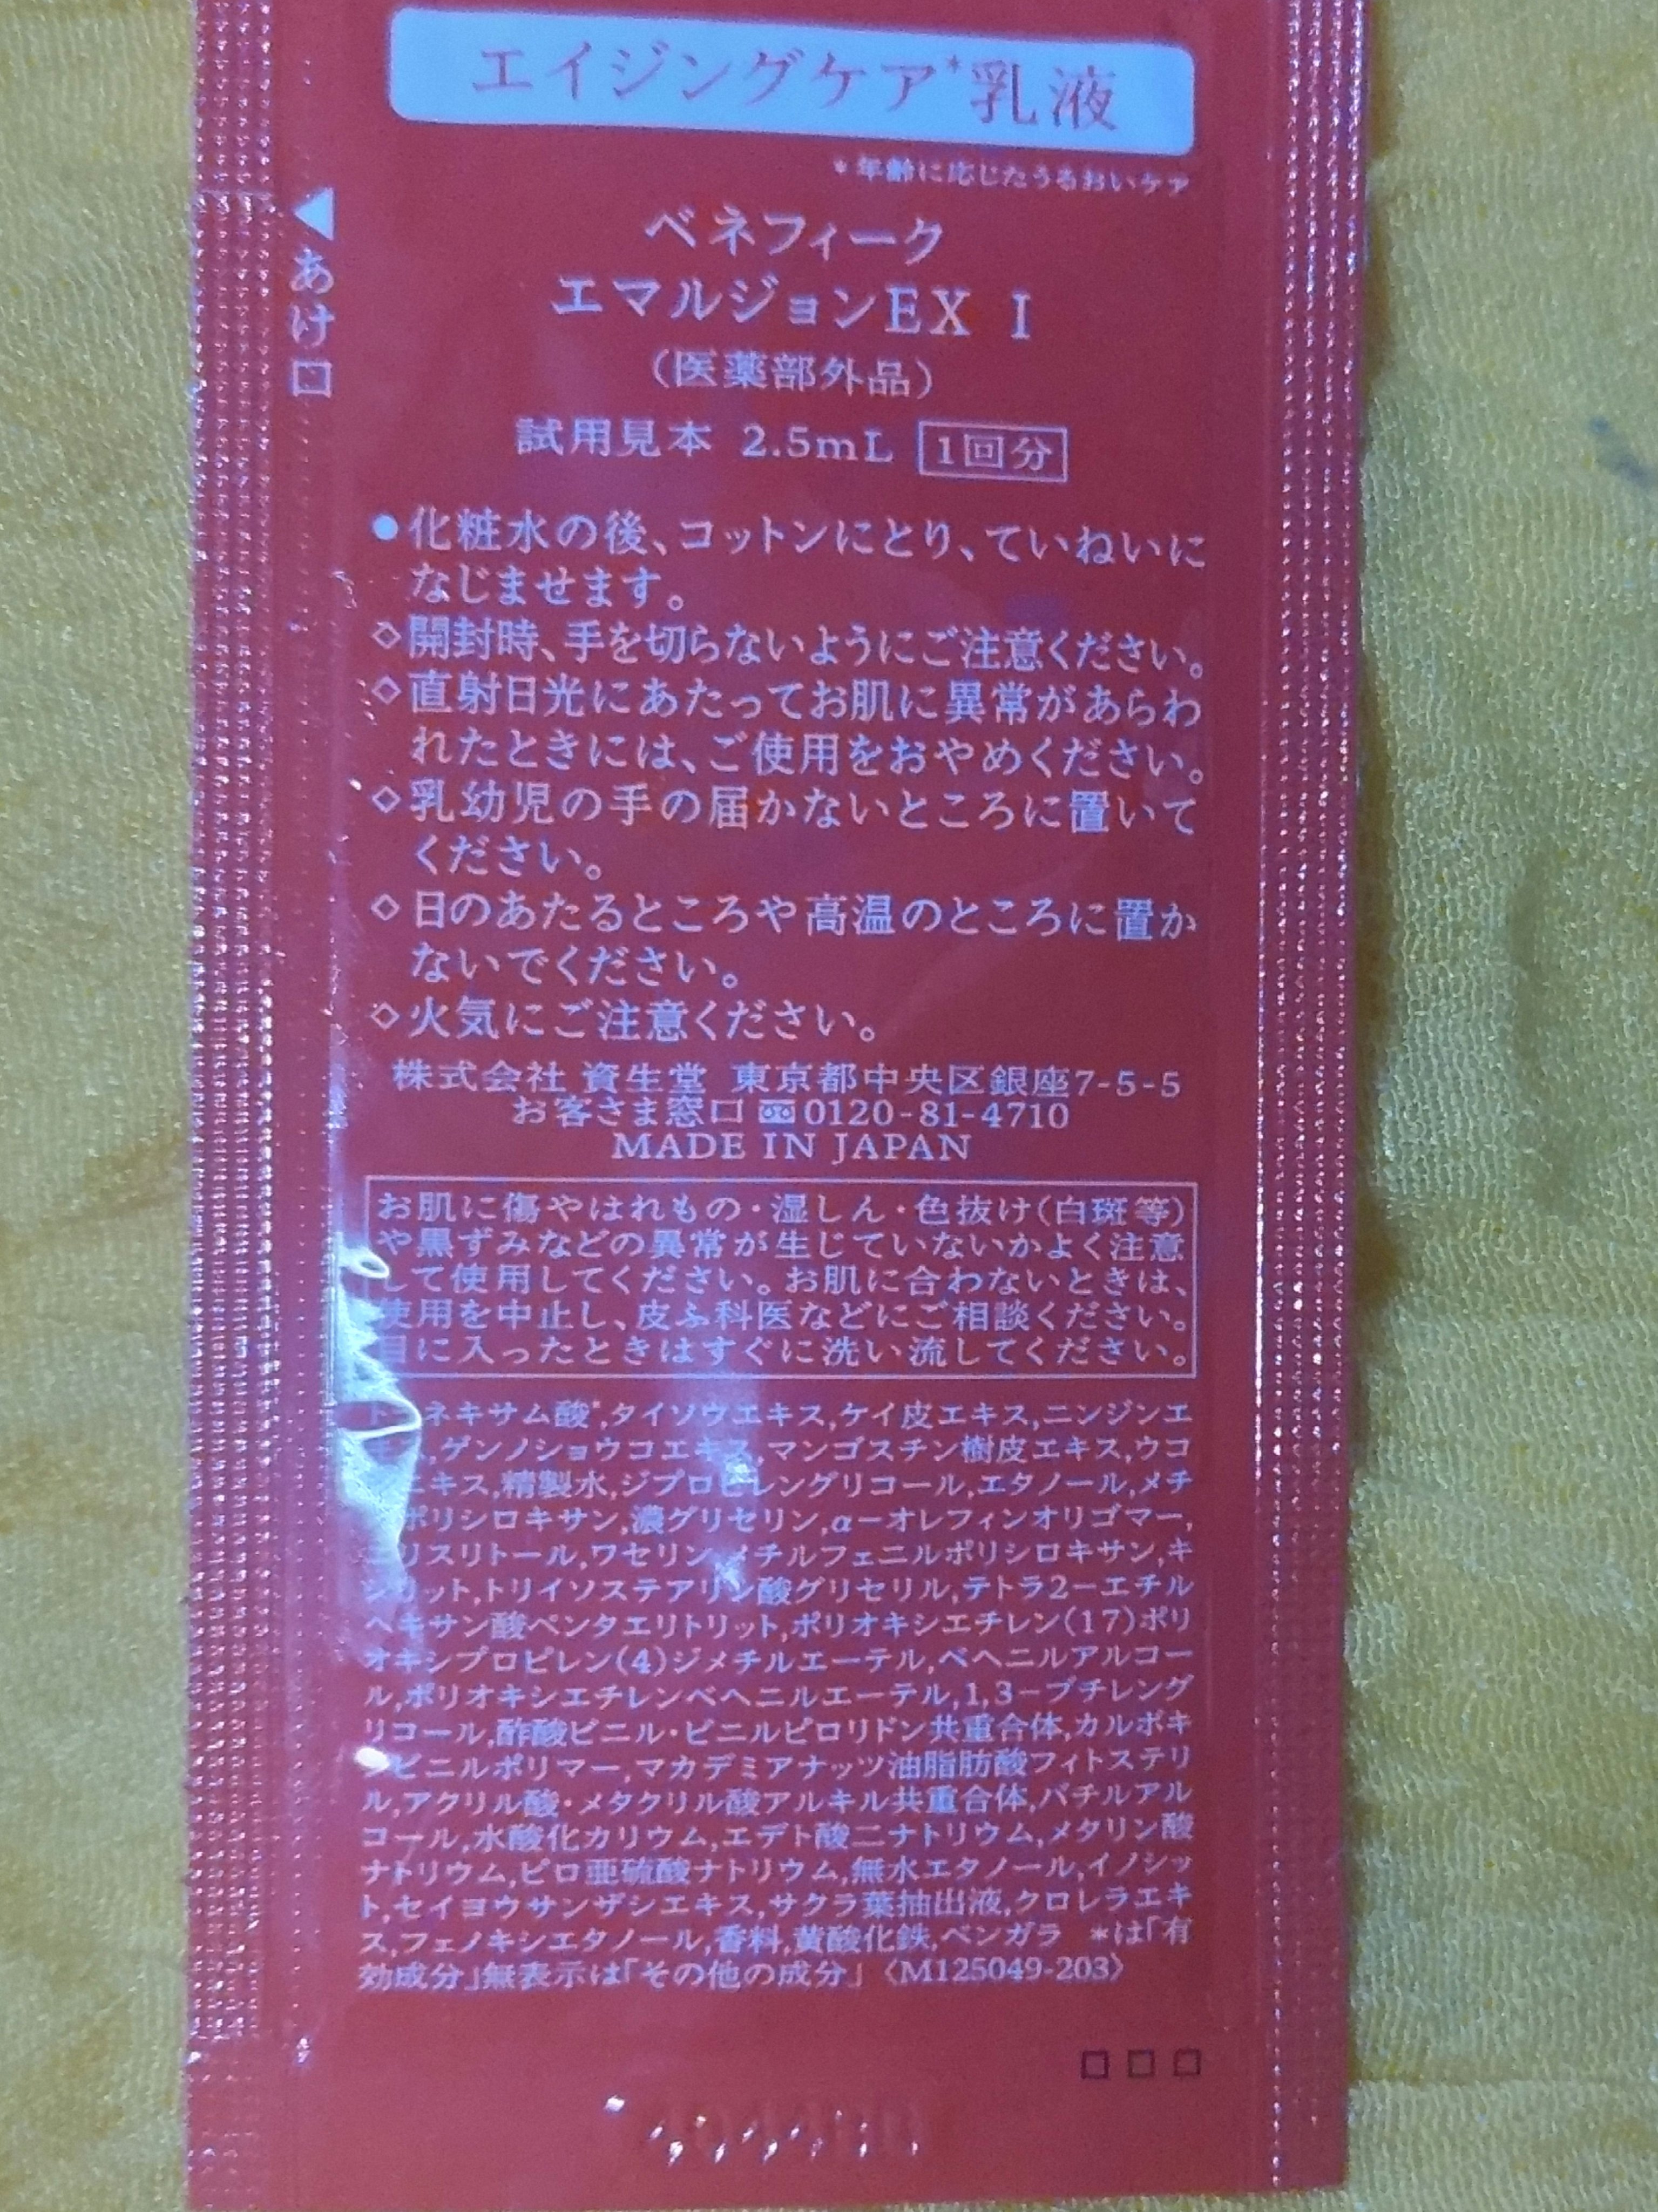 エイジングケア*乳液
*年齢に応じたうるおいケア
あけ口
ベネフィーク
エマルジョンEX I
(医薬部外品)
試用見本 2.5mL 1回分
●化粧水の後、コットンにとり、ていねいに
なじませます。
◇開封時、手を切らないようにご注意ください。
◇直射日光にあたってお肌に異常があらわ
れたときには、ご使用をおやめください。
◇乳幼児の手の届かないところに置いて
ください。
◇日のあたるところや高温のところに置か
ないでください。
◇火気にご注意ください。
株式会社 資生堂 東京都中央区銀座7-5-5
お客さま窓口 0120-81-4710
MADE IN JAPAN
お肌に傷やはれもの・湿しん・色抜け(白斑等)
や黒ずみなどの異常が生じていないかよく注意
して使用してください。お肌に合わないときは、
使用を中止し、皮ふ科医などにご相談ください。
目に入ったときはすぐに洗い流してください。
トラネキサム酸*,タイソウエキス,ケイ皮エキス,ニンジンエ
,ゲンノショウコエキス,マンゴスチン樹皮エキス,ウコ
エキス,精製水,ジプロピレングリコール,エタノール,メチ
ポリシロキサン,濃グリセリン,α-オレフィンオリゴマー,
エリスリトール,ワセリン,メチルフェニルポリシロキサン,キ
シリット,トリイソステアリン酸グリセリル,テトラ2-エチル
ヘキサン酸ペンタエリトリット,ポリオキシエチレン(17)ポリ
オキシプロピレン(4)ジメチルエーテル,ベヘニルアルコー
ル,ポリオキシエチレンベヘニルエーテル,1,3-ブチレング
リコール,酢酸ビニル・ビニルピロリドン共重合体,カルボキ
シビニルポリマー,マカデミアナッツ油脂肪酸フィトステリ
ル,アクリル酸・メタクリル酸アルキル共重合体,バチルアル
コール,水酸化カリウム,エデト酸二ナトリウム,メタリン酸
ナトリウム,ピロ亜硫酸ナトリウム,無水エタノール,イノシッ
ト,セイヨウサンザシエキス,サクラ葉抽出液,クロレラエキ
ス,フェノキシエタノール,香料,黄酸化鉄,ベンガラ *は「有
効成分」無表示は「その他の成分」〈M125049-203〉